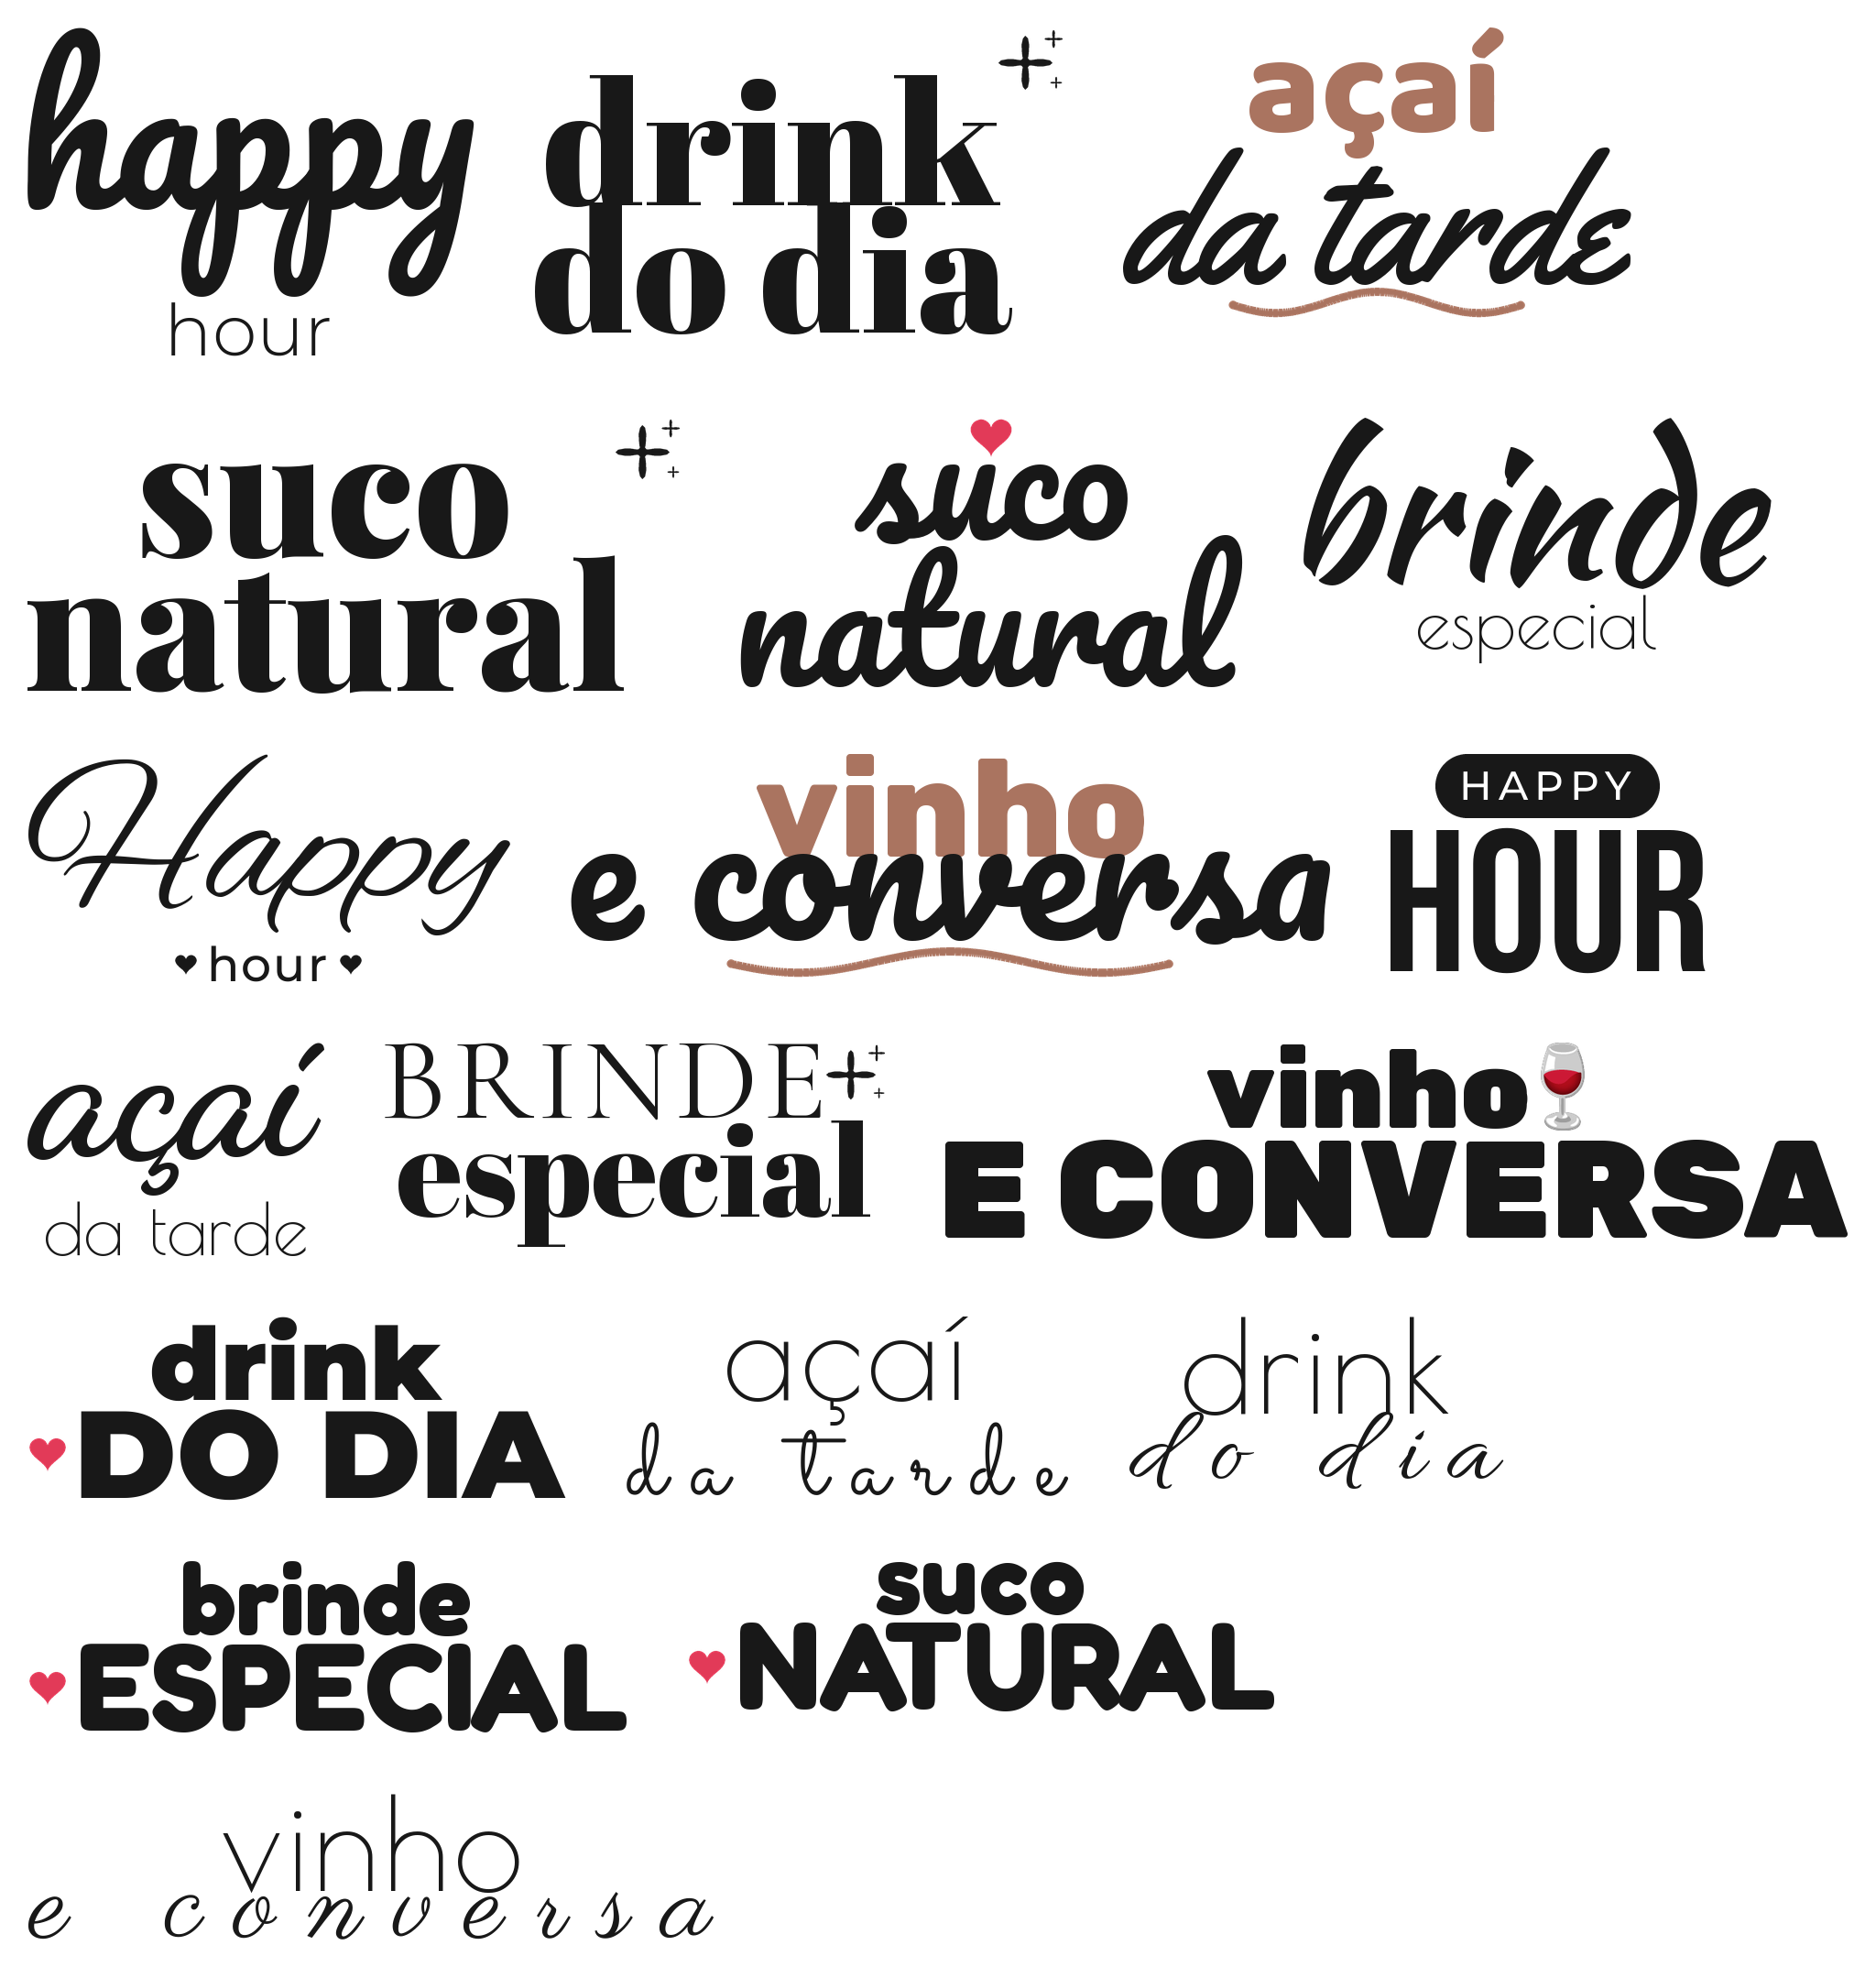 happy
hour
drink
do dia
açaí
da tarde
suco
natural
suco
natural
brinde
especial
Happy
hour
vinho
e conversa
HAPPY
HOUR
açaí
da tarde
BRINDE
especial
vinho
E CONVERSA
drink
DO DIA
açaí
da tarde
drink
do dia
brinde
ESPECIAL
suco
NATURAL
vinho
e conversa